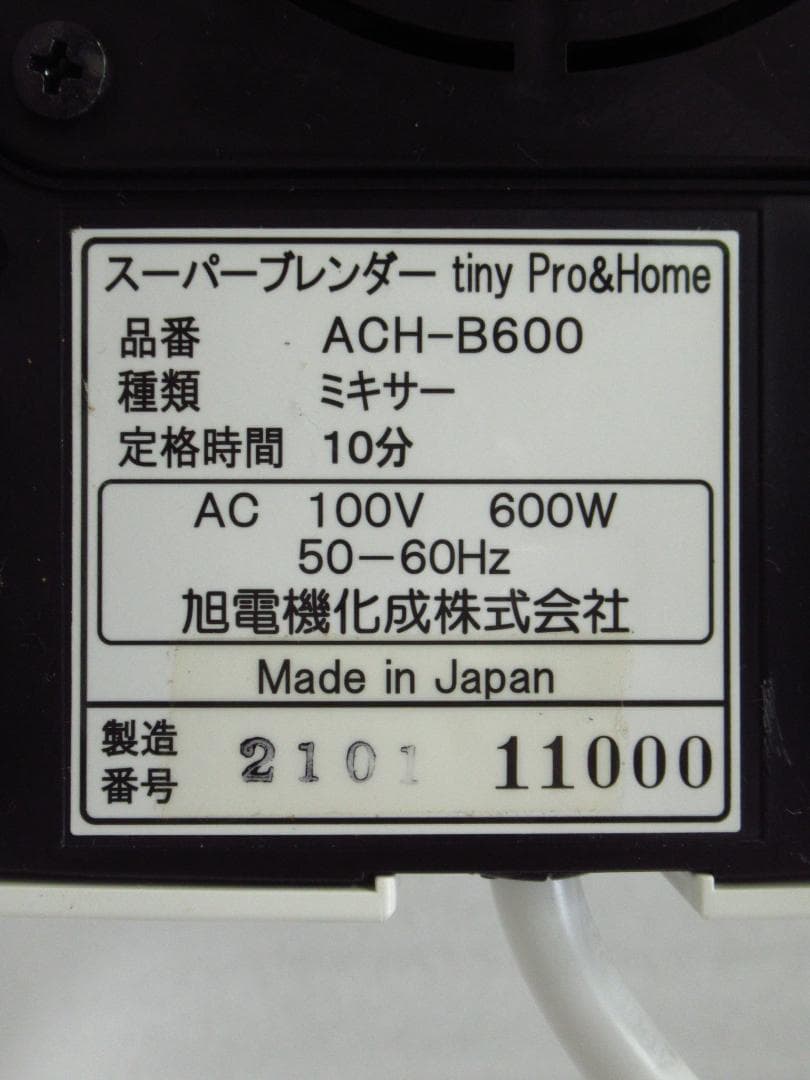 スーパーブレンダー tiny Pro&Home
品番 ACH-B600
種類 ミキサー
定格時間 10分
AC 100V 600W
50-60Hz
旭電機化成株式会社
Made in Japan
製造番号 2101 11000